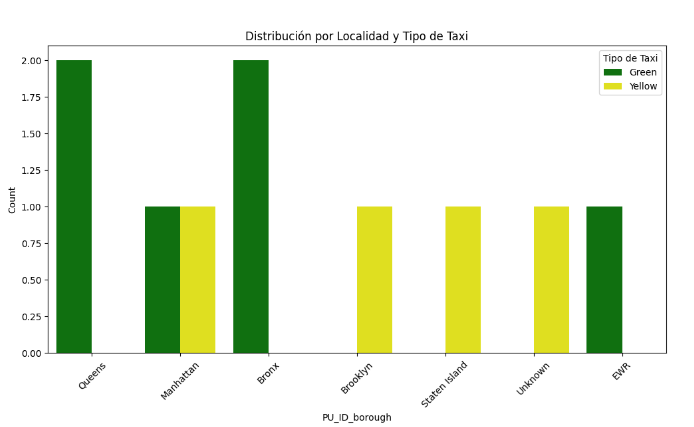 Distribución por Localidad y Tipo de Taxi
Tipo de Taxi
Green
Yellow
Count
2.00
1.75
1.50
1.25
1.00
0.75
0.50
0.25
0.00
Queens
Manhattan
Bronx
Brooklyn
Staten Island
Unknown
EWR
PU_ID_borough